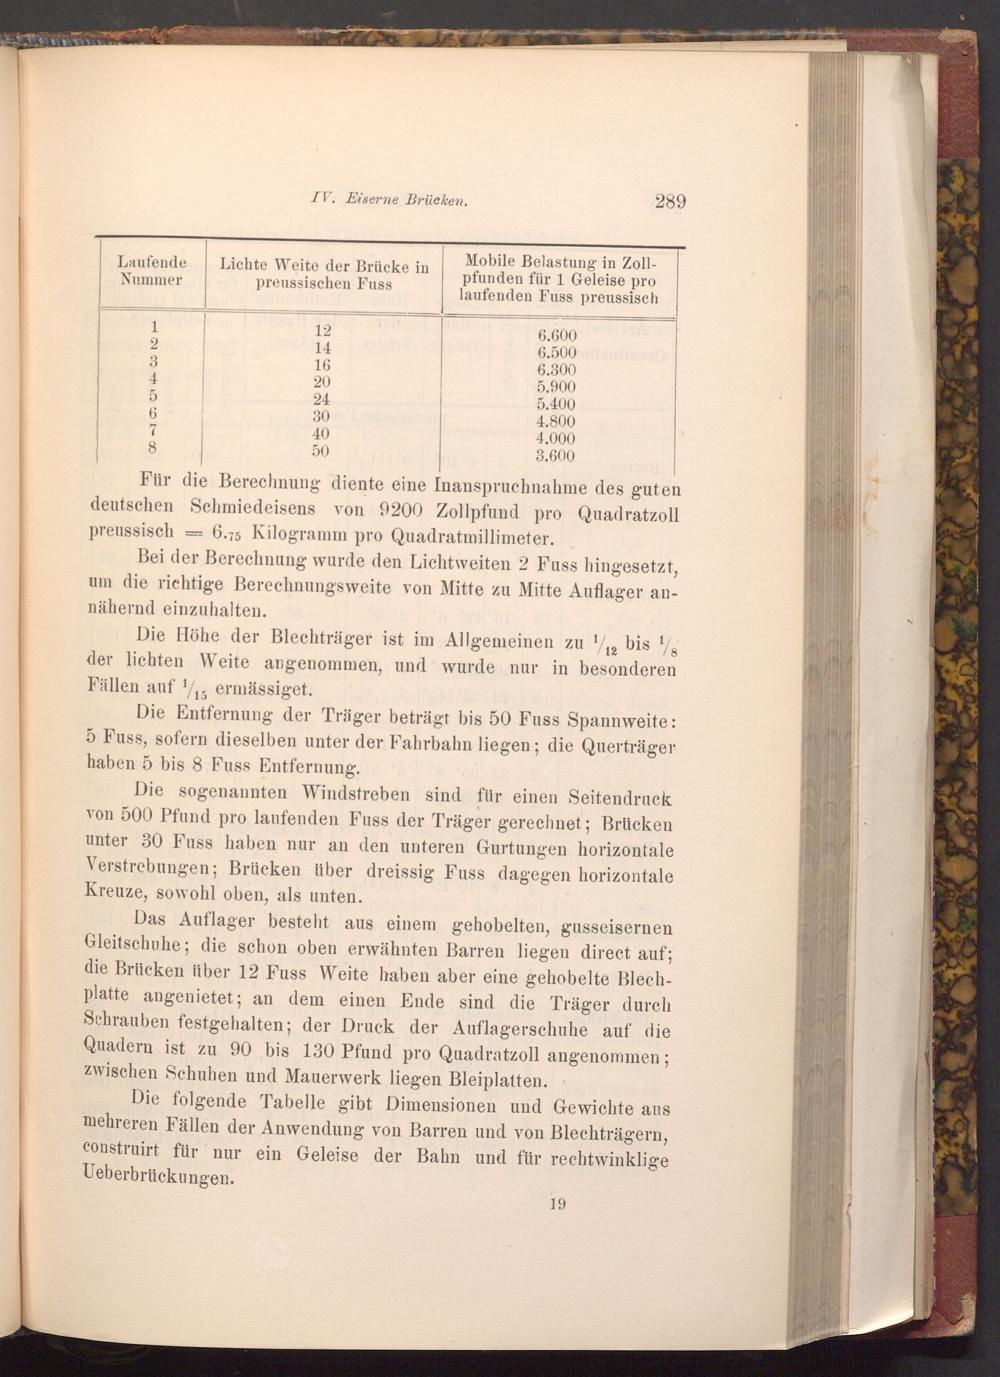 IV. Eiserne Brücken. 289
Laufende Nummer | Lichte Weite der Brücke in preussischen Fuss | Mobile Belastung in Zoll- pfunden für 1 Geleise pro laufenden Fuss preussisch
1 12 6.600
2 14 6.500
3 16 6.300
4 20 5.900
5 24 5.400
6 30 4.800
7 40 4.000
8 50 3.600
Für die Berechnung diente eine Inanspruchnahme des guten
deutschen Schmiedeisens von 9200 Zollpfund pro Quadratzoll
preussisch = 6.75 Kilogramm pro Quadratmillimeter.
Bei der Berechnung wurde den Lichtweiten 2 Fuss hingesetzt,
um die richtige Berechnungsweite von Mitte zu Mitte Auflager an-
nähernd einzuhalten.
Die Höhe der Blechträger ist im Allgemeinen zu 1/12 bis 1/8
der lichten Weite angenommen, und wurde nur in besonderen
Fällen auf 1/15 ermässiget.
Die Entfernung der Träger beträgt bis 50 Fuss Spannweite:
5 Fuss, sofern dieselben unter der Fahrbahn liegen; die Querträger
haben 5 bis 8 Fuss Entfernung.
Die sogenannten Windstreben sind für einen Seitendruck
von 500 Pfund pro laufenden Fuss der Träger gerechnet; Brücken
unter 30 Fuss haben nur an den unteren Gurtungen horizontale
Verstrebungen; Brücken über dreissig Fuss dagegen horizontale
Kreuze, sowohl oben, als unten.
Das Auflager besteht aus einem gehobelten, gusseisernen
Gleitschuhe; die schon oben erwähnten Barren liegen direct auf;
die Brücken über 12 Fuss Weite haben aber eine gehobelte Blech-
platte angenietet; an dem einen Ende sind die Träger durch
Schrauben festgehalten; der Druck der Auflagerschuhe auf die
Quadern ist zu 90 bis 130 Pfund pro Quadratzoll angenommen;
zwischen Schuhen und Mauerwerk liegen Bleiplatten.
Die folgende Tabelle gibt Dimensionen und Gewichte aus
mehreren Fällen der Anwendung von Barren und von Blechträgern,
construirt für nur ein Geleise der Bahn und für rechtwinklige
Ueberbrückungen.
19